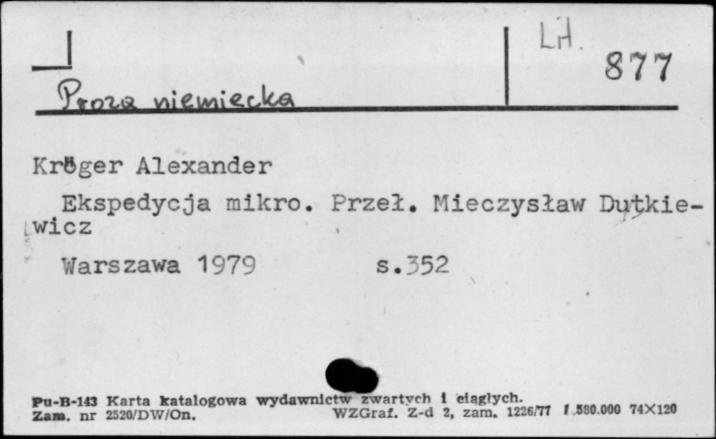 Lit.
877
Proza niemiecka
Kröger Alexander
Ekspedycja mikro. Przeł. Mieczysław Dutkie-
wicz
Warszawa 1979 s.352
Pu-B-143 Karta katalogowa wydawnictw zwartych i ciągłych.
Zam. nr 2520/DW/On. WZGraf. Z-d 2, zam. 1226/77 1.580.000 74X120